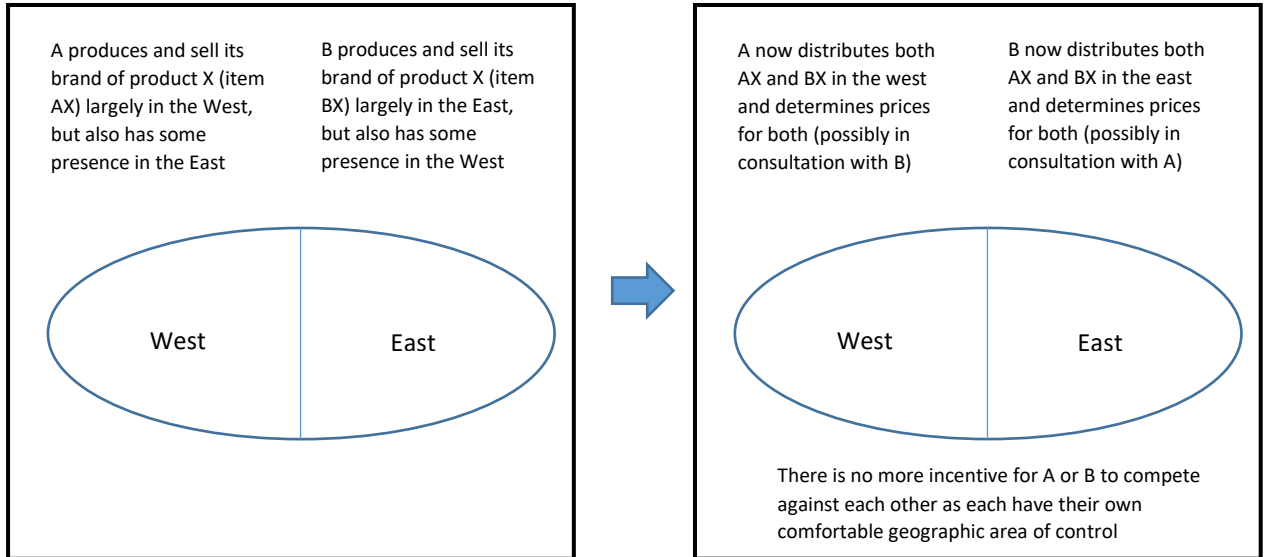 A produces and sell its
brand of product X (item
AX) largely in the West,
but also has some
presence in the East
B produces and sell its
brand of product X (item
BX) largely in the East,
but also has some
presence in the West
West
East
A now distributes both
AX and BX in the west
and determines prices
for both (possibly in
consultation with B)
B now distributes both
AX and BX in the east
and determines prices
for both (possibly in
consultation with A)
West
East
There is no more incentive for A or B to compete
against each other as each have their own
comfortable geographic area of control